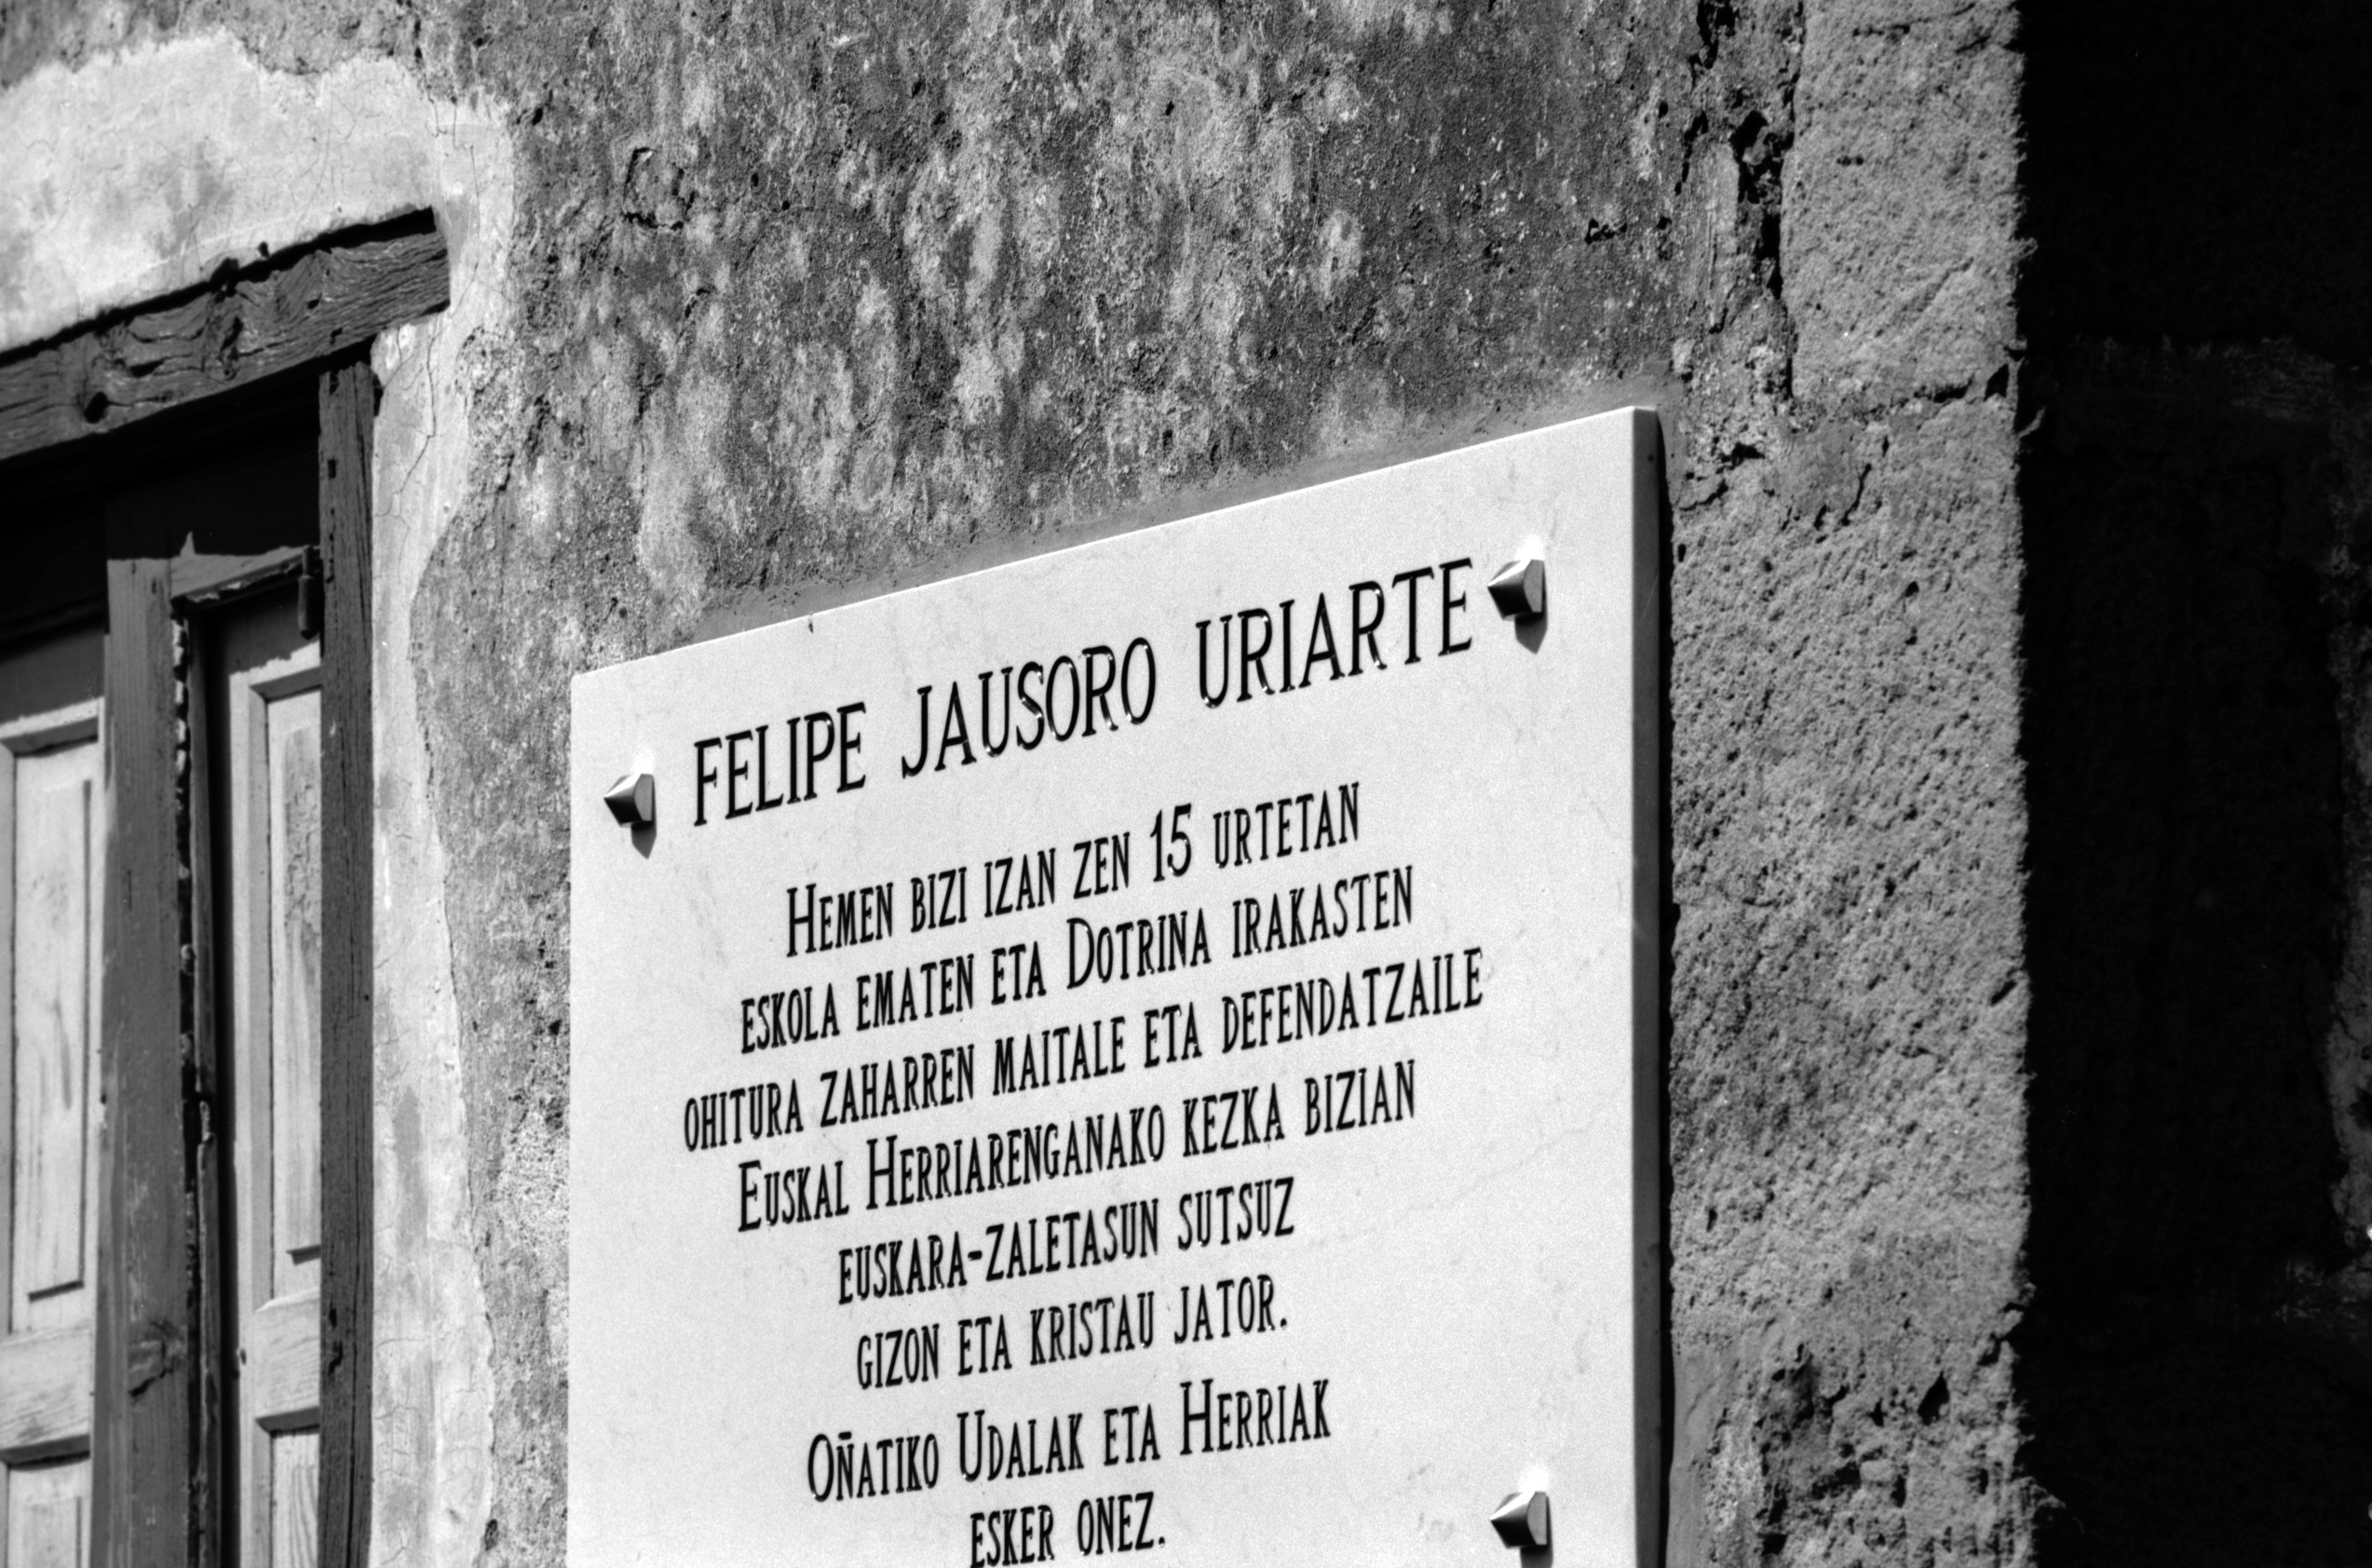 FELIPE JAUSORO URIARTE
HEMEN BIZI IZAN ZEN 15 URTETAN
ESKOLA EMATEN ETA DOTRINA IRAKASTEN
OHITURA ZAHARREN MAITALE ETA DEFENDATZAILE
EUSKAL HERRIARENGANAKO KEZKA BIZIAN
EUSKARA-ZALETASUN SUTSUZ
GIZON ETA KRISTAU JATOR.
OÑATIKO UDALAK ETA HERRIAK
ESKER ONEZ.